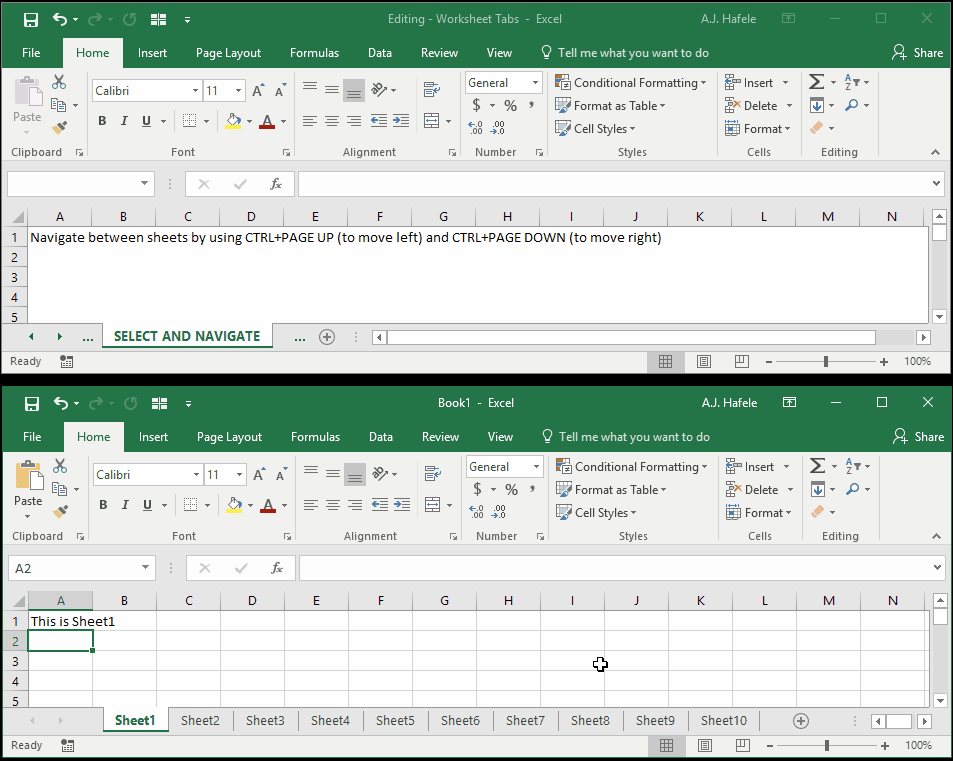 Editing - Worksheet Tabs - Excel A.J. Hafele
File Home Insert Page Layout Formulas Data Review View Tell me what you want to do Share
Calibri 11 General Conditional Formatting Insert
Paste B I U A $ % , Format as Table Delete
Cell Styles Format
Clipboard Font Alignment Number Styles Cells Editing
fx
A B C D E F G H I J K L M N
1 Navigate between sheets by using CTRL+PAGE UP (to move left) and CTRL+PAGE DOWN (to move right)
2
3
4
5
... SELECT AND NAVIGATE ...
Ready 100%
Book1 - Excel A.J. Hafele
File Home Insert Page Layout Formulas Data Review View Tell me what you want to do Share
Calibri 11 General Conditional Formatting Insert
Paste B I U A $ % , Format as Table Delete
Cell Styles Format
Clipboard Font Alignment Number Styles Cells Editing
A2 fx
A B C D E F G H I J K L M N
1 This is Sheet1
2
3
4
5
Sheet1 Sheet2 Sheet3 Sheet4 Sheet5 Sheet6 Sheet7 Sheet8 Sheet9 Sheet10
Ready 100%